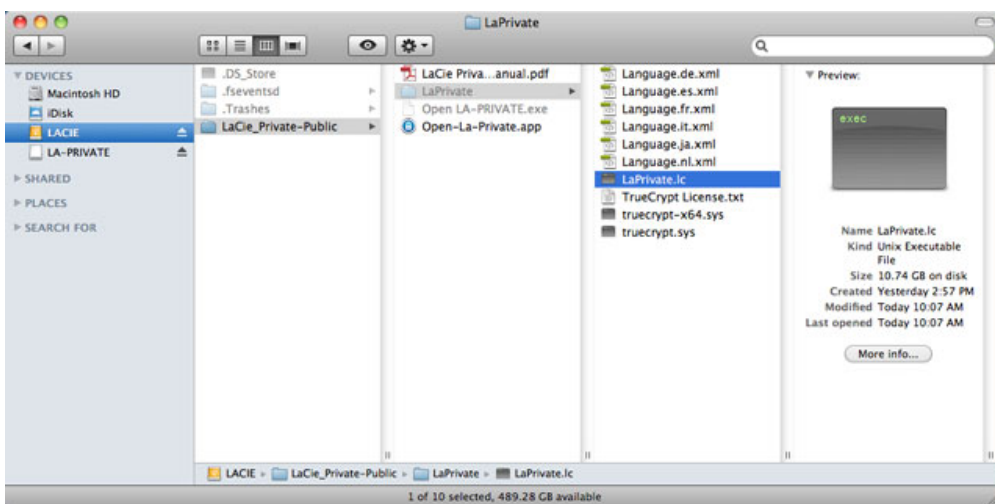 LaPrivate
DEVICES
Macintosh HD
iDisk
LACIE
LA-PRIVATE
SHARED
PLACES
SEARCH FOR
.DS_Store
.fseventsd
.Trashes
LaCie_Private-Public
LaCie Priva...anual.pdf
LaPrivate
Open LA-PRIVATE.exe
Open-La-Private.app
Language.de.xml
Language.es.xml
Language.fr.xml
Language.it.xml
Language.ja.xml
Language.nl.xml
LaPrivate.lc
TrueCrypt License.txt
truecrypt-x64.sys
truecrypt.sys
Preview:
exec
Name LaPrivate.lc
Kind Unix Executable
File
Size 10.74 GB on disk
Created Yesterday 2:57 PM
Modified Today 10:07 AM
Last opened Today 10:07 AM
More info...
LACIE LaCie_Private-Public LaPrivate LaPrivate.lc
1 of 10 selected, 489.28 GB available